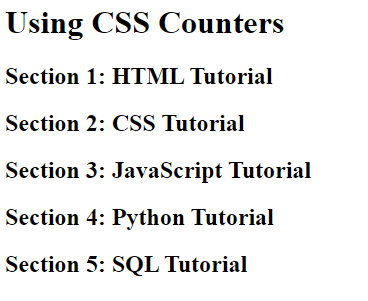 Using CSS Counters
Section 1: HTML Tutorial
Section 2: CSS Tutorial
Section 3: JavaScript Tutorial
Section 4: Python Tutorial
Section 5: SQL Tutorial